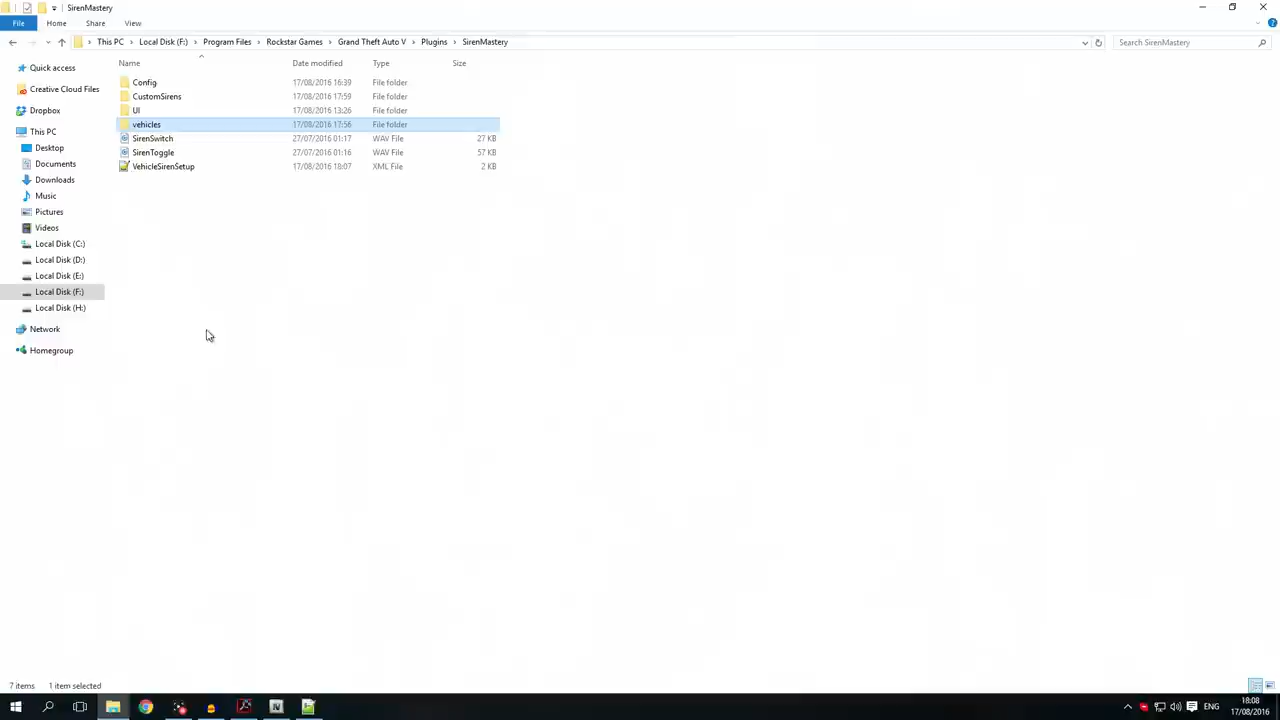 SirenMastery
File
Home
Share
View
This PC > Local Disk (F:) > Program Files > Rockstar Games > Grand Theft Auto V > Plugins > SirenMastery
Search SirenMastery
Name Date modified Type Size
Quick access
Creative Cloud Files
Dropbox
This PC
Desktop
Documents
Downloads
Music
Pictures
Videos
Local Disk (C:)
Local Disk (D:)
Local Disk (E:)
Local Disk (F:)
Local Disk (H:)
Network
Homegroup
Config 17/08/2016 16:39 File folder
CustomSirens 17/08/2016 17:59 File folder
UI 17/08/2016 13:26 File folder
vehicles 17/08/2016 17:56 File folder
SirenSwitch 27/07/2016 01:17 WAV File 27 KB
SirenToggle 27/07/2016 01:16 WAV File 57 KB
VehicleSirenSetup 17/08/2016 18:07 XML File 2 KB
7 items 1 item selected
ENG
18:08
17/08/2016